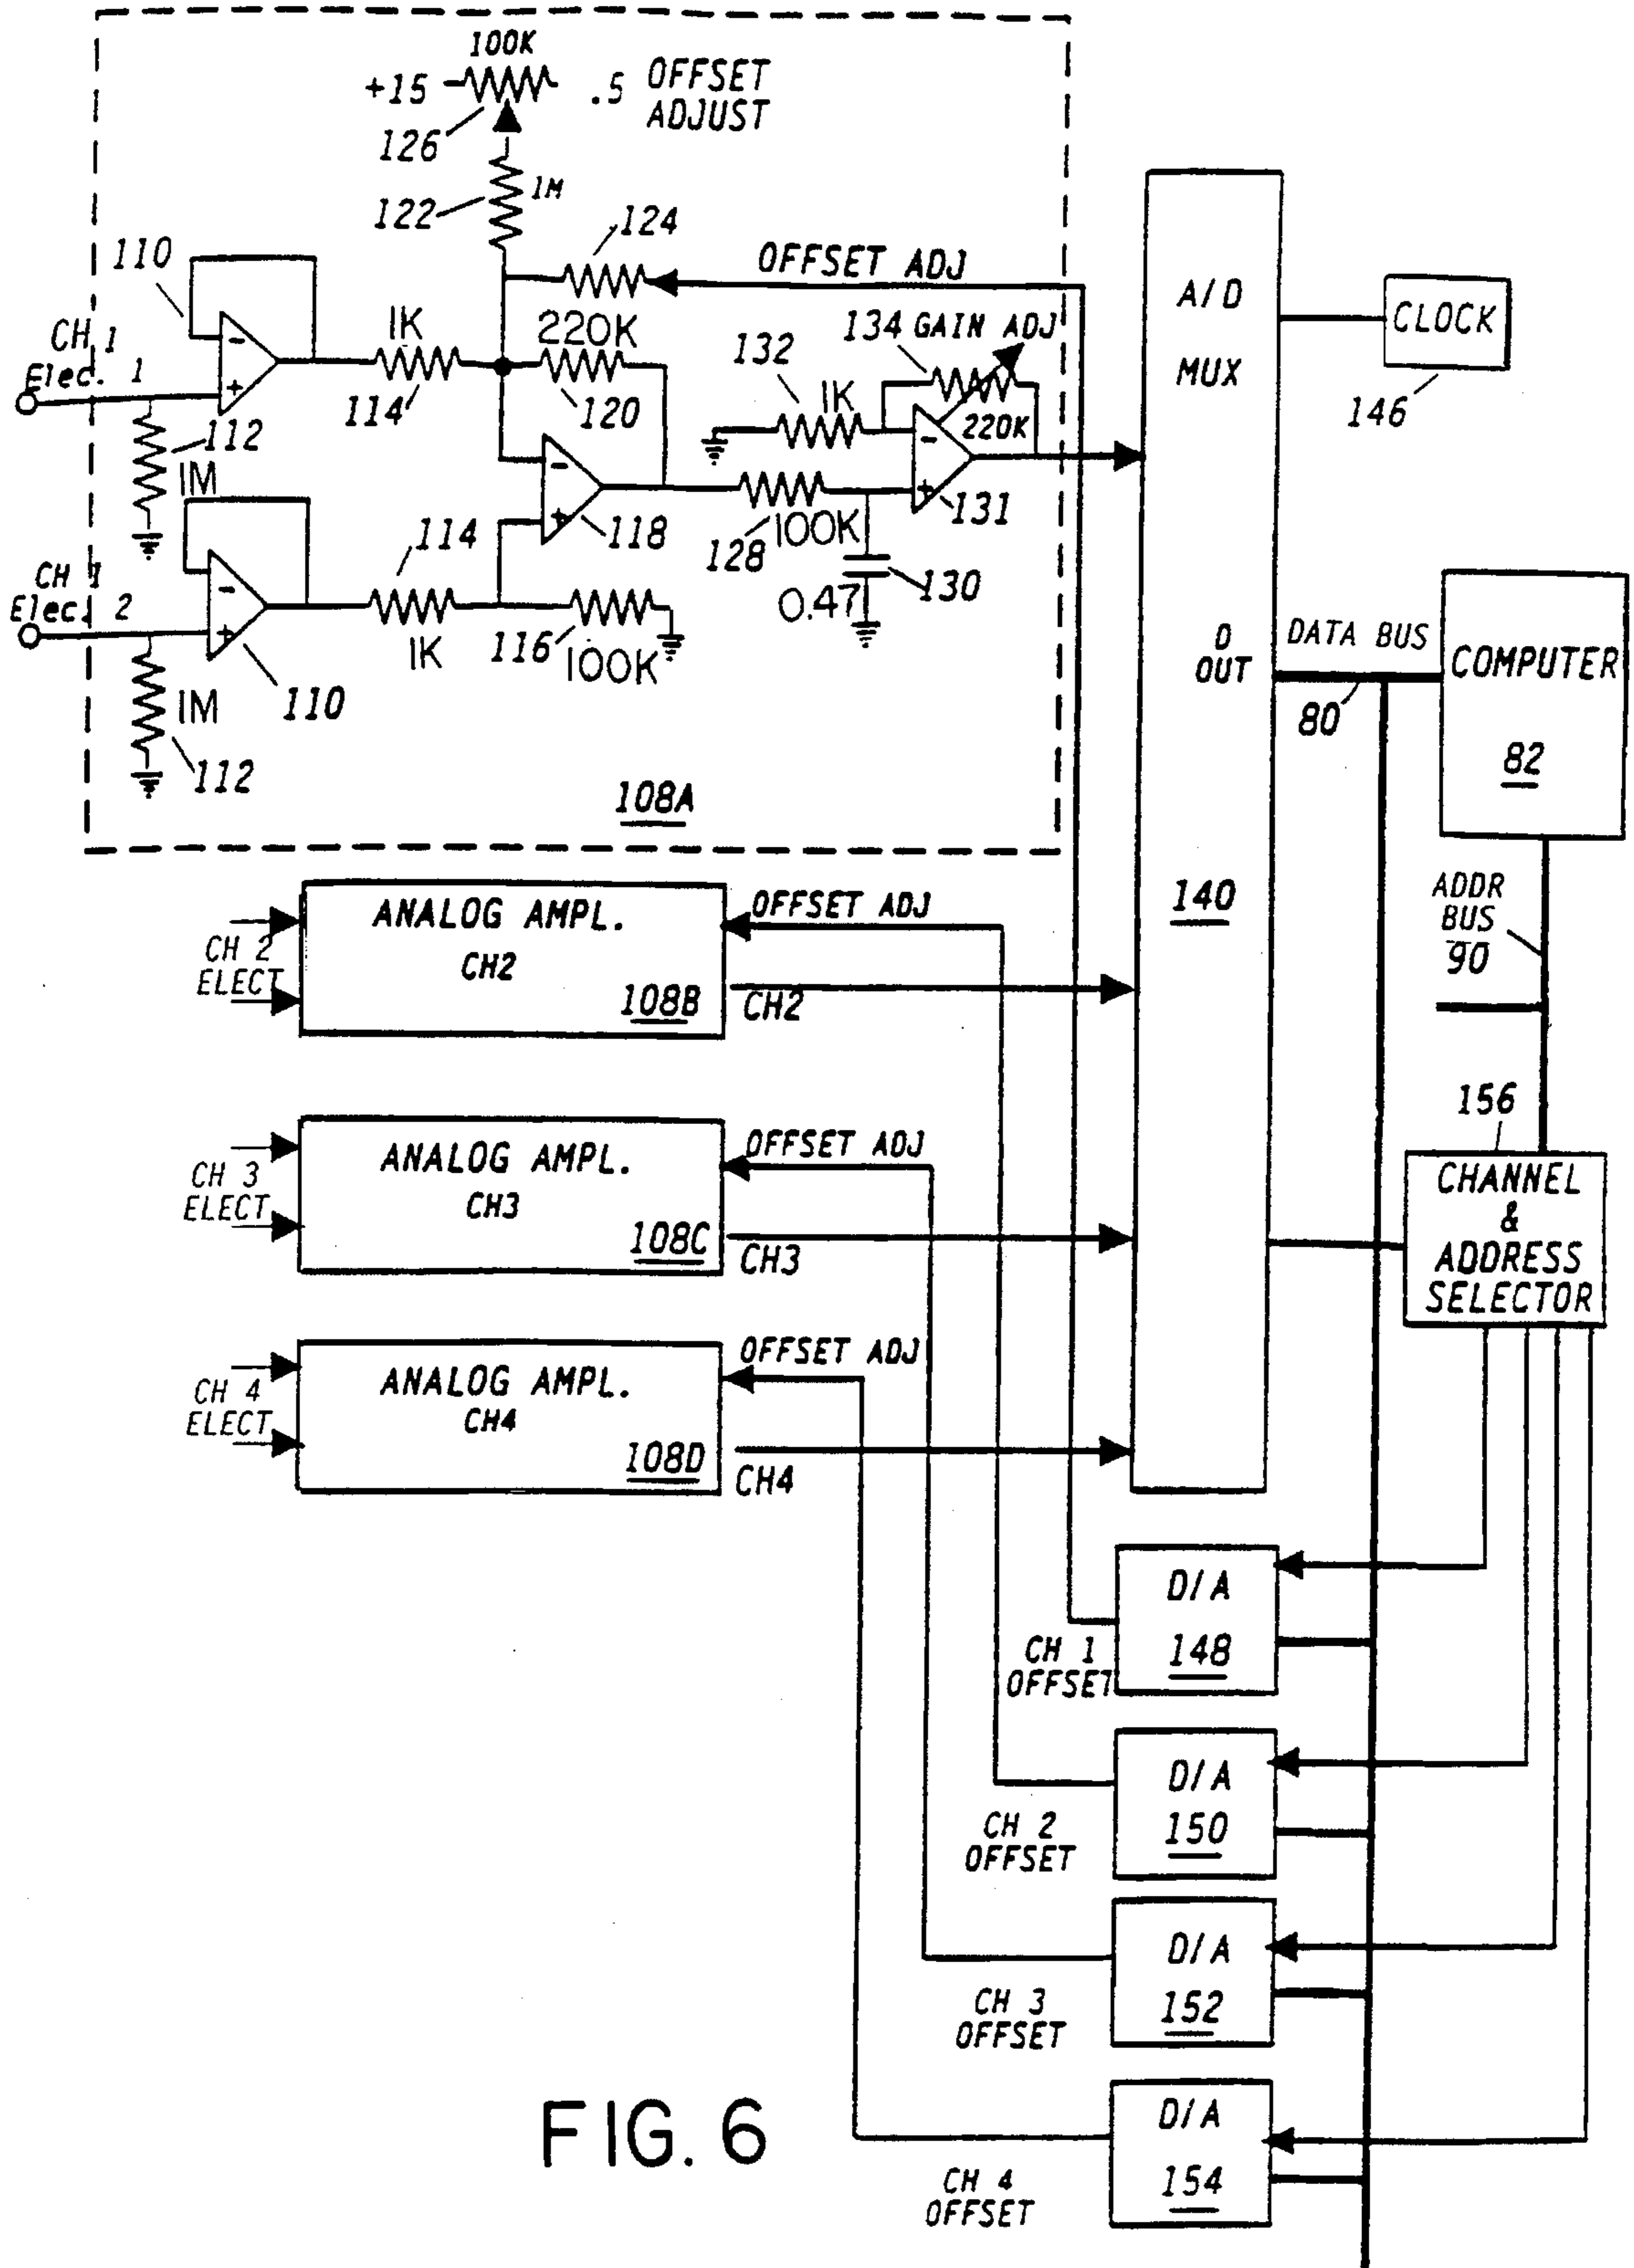 100K
+15
.5 OFFSET
ADJUST
126
122
1M
124
110
OFFSET ADJ
CH 1
Elec. 1
1K
220K
114
120
132
134 GAIN ADJ
1K
220K
112
1M
118
128
100K
131
130
0.47
CH 1
Elec. 2
114
1K
116
100K
110
1M
112
108A
A/D
MUX
D
OUT
140
CLOCK
146
DATA BUS
80
COMPUTER
82
ADDR
BUS
90
156
CHANNEL
&
ADDRESS
SELECTOR
CH 2
ELECT
ANALOG AMPL.
CH2
108B
OFFSET ADJ
CH2
CH 3
ELECT
ANALOG AMPL.
CH3
108C
OFFSET ADJ
CH3
CH 4
ELECT
ANALOG AMPL.
CH4
108D
OFFSET ADJ
CH4
D/A
148
CH 1
OFFSET
D/A
150
CH 2
OFFSET
D/A
152
CH 3
OFFSET
D/A
154
CH 4
OFFSET
FIG. 6